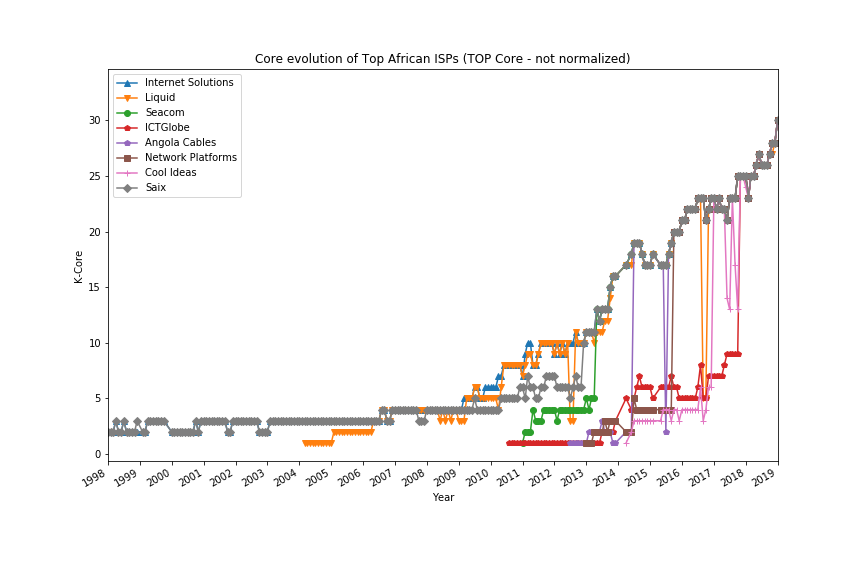 Core evolution of Top African ISPs (TOP Core - not normalized)
Internet Solutions
Liquid
Seacom
ICTGlobe
Angola Cables
Network Platforms
Cool Ideas
Saix
K-Core
30
25
20
15
10
5
0
1998 1999 2000 2001 2002 2003 2004 2005 2006 2007 2008 2009 2010 2011 2012 2013 2014 2015 2016 2017 2018 2019
Year